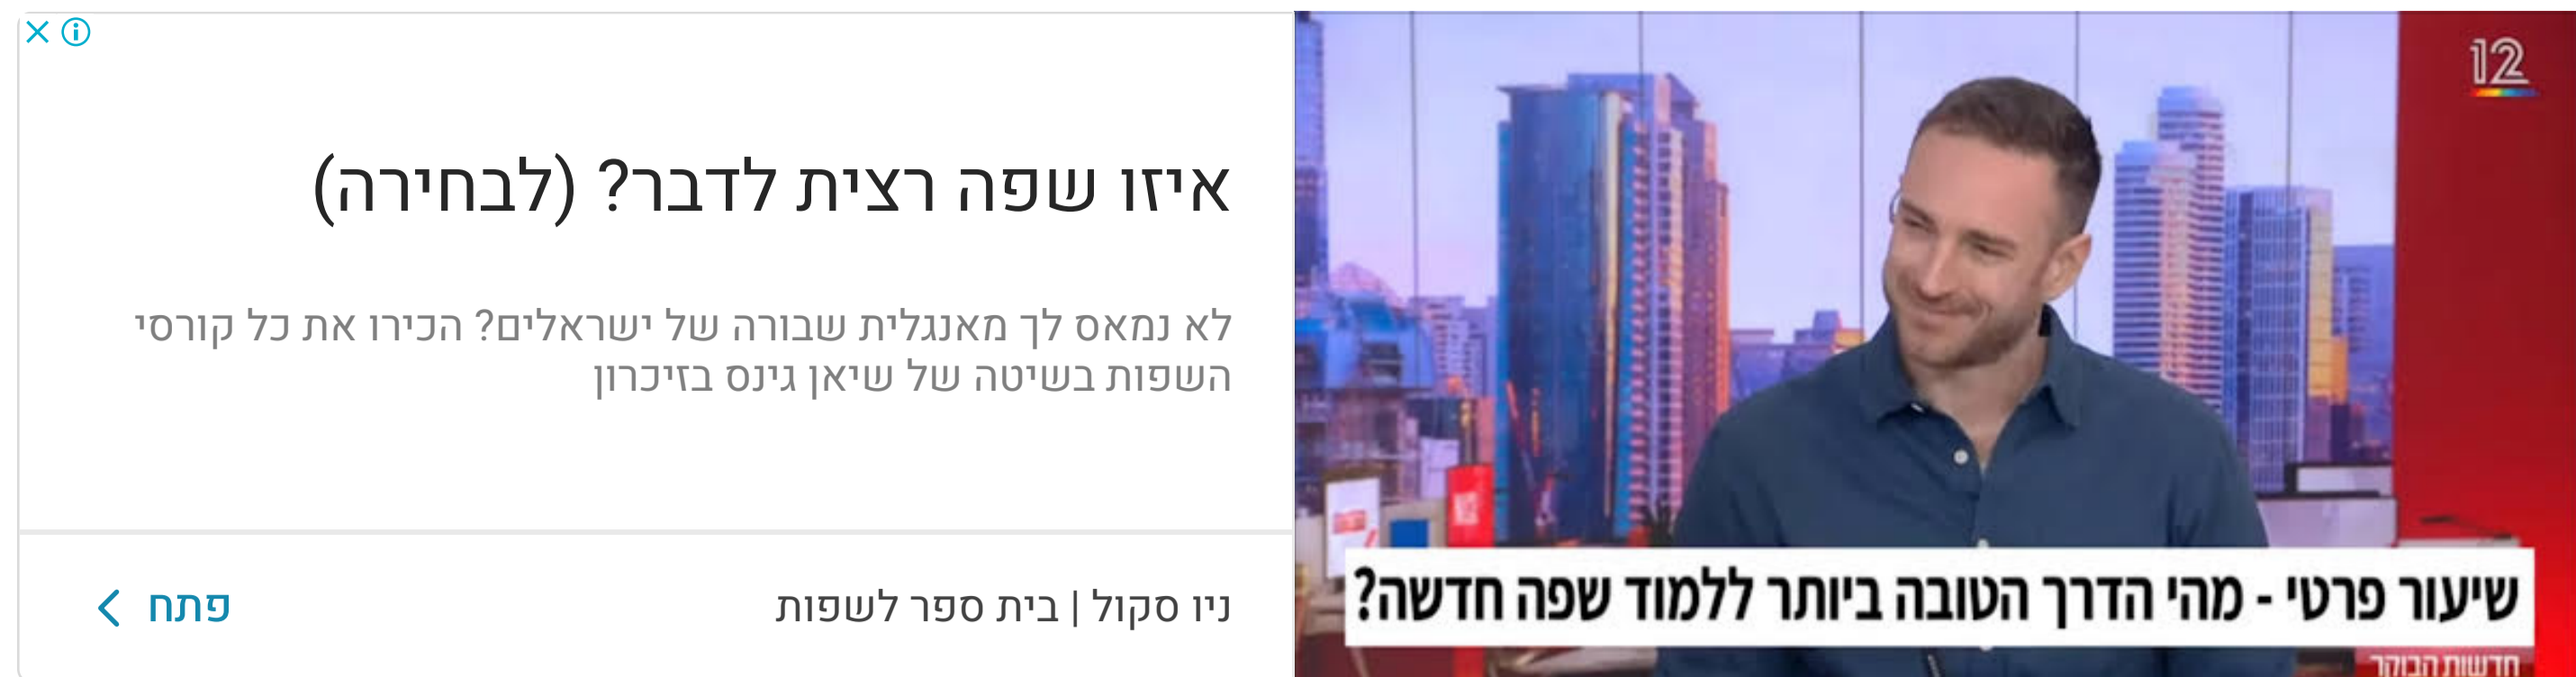 12
שיעור פרטי - מהי הדרך הטובה ביותר ללמוד שפה חדשה?
חדשות הבוקר
איזו שפה רצית לדבר? (לבחירה)
לא נמאס לך מאנגלית שבורה של ישראלים? הכירו את כל קורסי
השפות בשיטה של שיאן גינס בזיכרון
ניו סקול | בית ספר לשפות
פתח